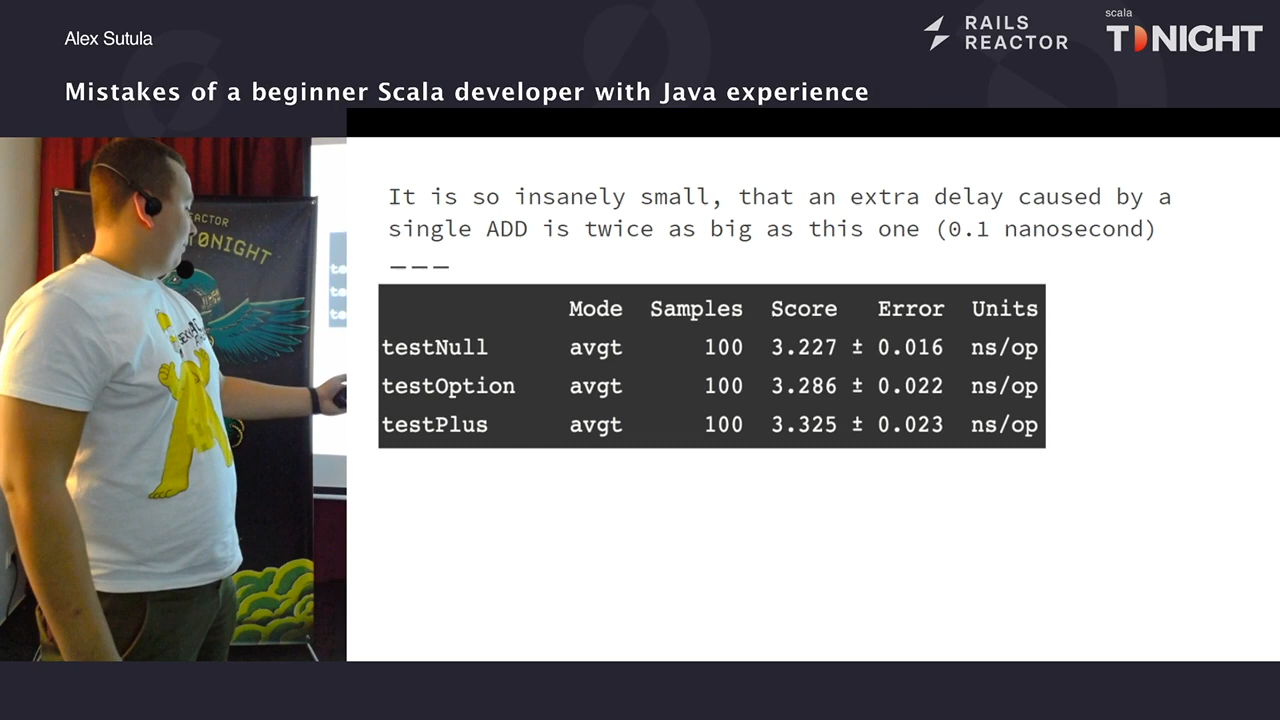 Alex Sutula
RAILS
REACTOR
scala
TONIGHT
Mistakes of a beginner Scala developer with Java experience
It is so insanely small, that an extra delay caused by a
single ADD is twice as big as this one (0.1 nanosecond)
———
Mode Samples Score Error Units
testNull avgt 100 3.227 ± 0.016 ns/op
testOption avgt 100 3.286 ± 0.022 ns/op
testPlus avgt 100 3.325 ± 0.023 ns/op
te
te
te